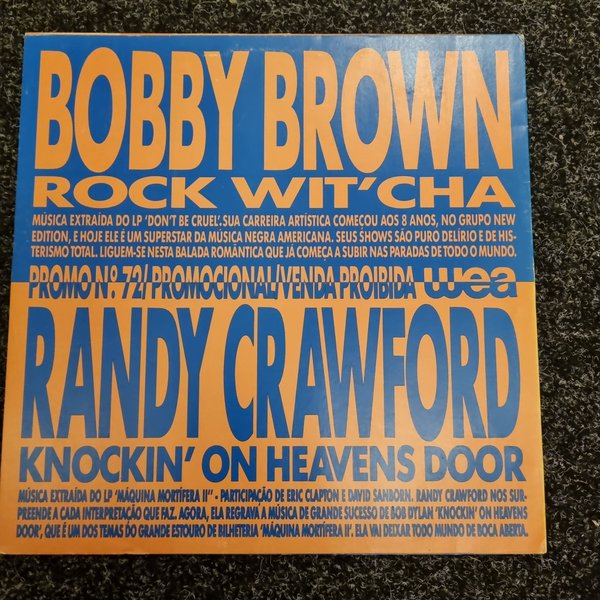 BOBBY BROWN
ROCK WIT'CHA
MÚSICA EXTRAÍDA DO LP 'DON'T BE CRUEL'. SUA CARREIRA ARTÍSTICA COMEÇOU AOS 8 ANOS, NO GRUPO NEW
EDITION, E HOJE ELE É UM SUPERSTAR DA MÚSICA NEGRA AMERICANA. SEUS SHOWS SÃO PURO DELÍRIO E DE HIS-
TERISMO TOTAL. LIGUEM-SE NESTA BALADA ROMÂNTICA QUE JÁ COMEÇA A SUBIR NAS PARADAS DE TODO O MUNDO.
PROMO Nº. 72/ PROMOCIONAL/VENDA PROIBIDA wea
RANDY CRAWFORD
KNOCKIN' ON HEAVENS DOOR
MÚSICA EXTRAÍDA DO LP 'MÁQUINA MORTÍFERA II" - PARTICIPAÇÃO DE ERIC CLAPTON E DAVID SANBORN. RANDY CRAWFORD NOS SUR-
PREENDE A CADA INTERPRETAÇÃO QUE FAZ. AGORA, ELA REGRAVA A MÚSICA DE GRANDE SUCESSO DE BOB DYLAN 'KNOCKIN' ON HEAVENS
DOOR', QUE É UM DOS TEMAS DO GRANDE ESTOURO DE BILHETERIA 'MÁQUINA MORTÍFERA II'. ELA VAI DEIXAR TODO MUNDO DE BOCA ABERTA.